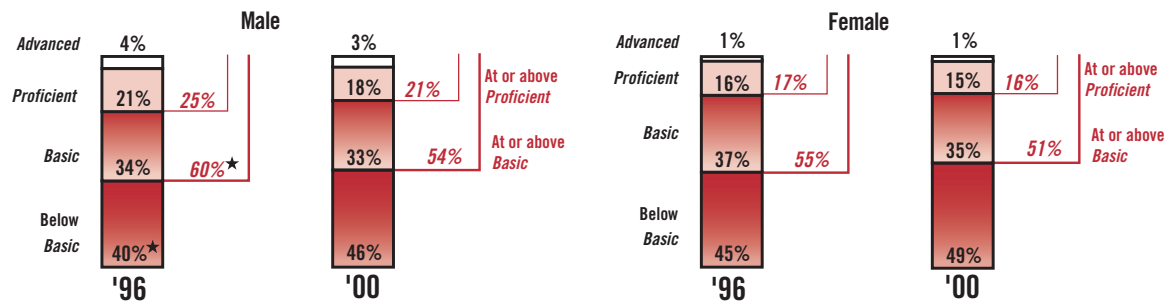 Male
Advanced
4%
3%
Proficient
21%
25%
18%
21%
At or above
Proficient
Basic
34%
60%★
33%
54%
At or above
Basic
Below
Basic
40%★
46%
'96
'00
Female
Advanced
1%
1%
Proficient
16%
17%
15%
16%
At or above
Proficient
Basic
37%
55%
35%
51%
At or above
Basic
Below
Basic
45%
49%
'96
'00